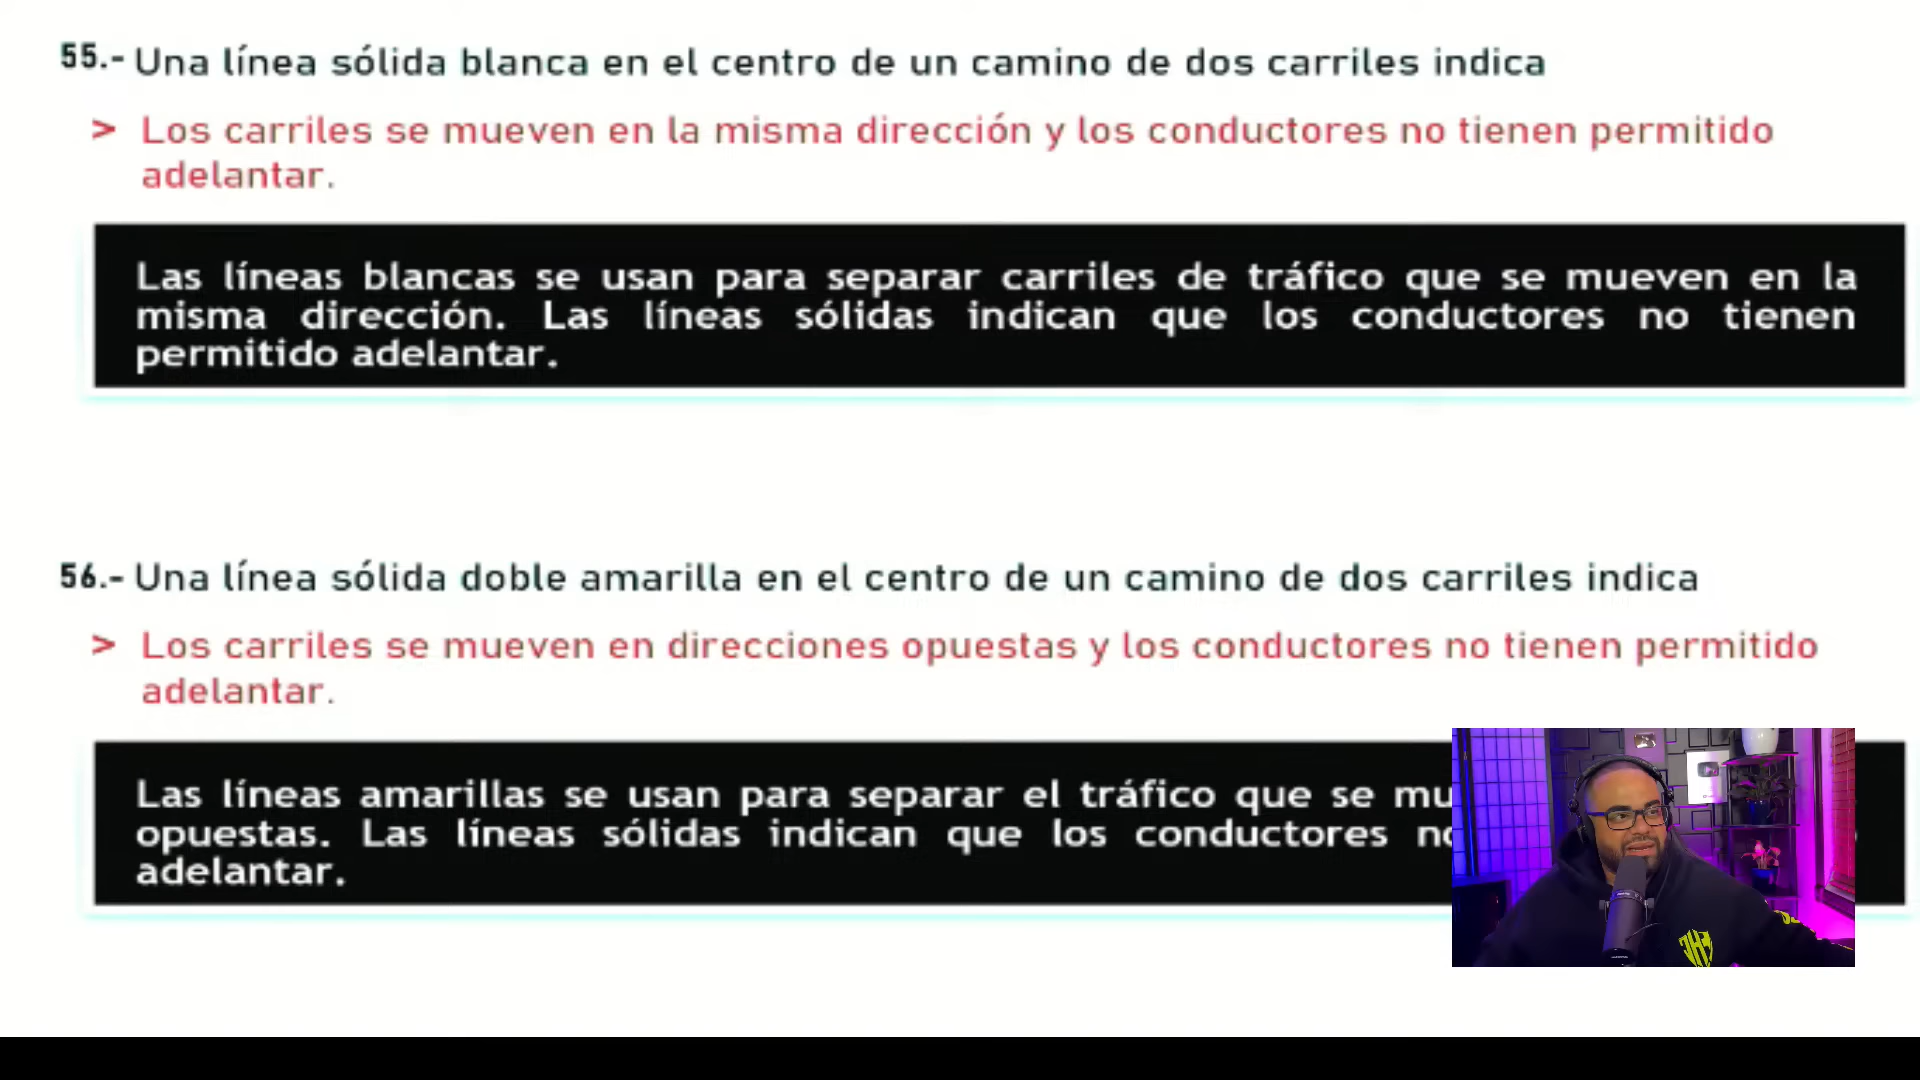 55.- Una línea sólida blanca en el centro de un camino de dos carriles indica
> Los carriles se mueven en la misma dirección y los conductores no tienen permitido
adelantar.
Las líneas blancas se usan para separar carriles de tráfico que se mueven en la
misma dirección. Las líneas sólidas indican que los conductores no tienen
permitido adelantar.
56.- Una línea sólida doble amarilla en el centro de un camino de dos carriles indica
> Los carriles se mueven en direcciones opuestas y los conductores no tienen permitido
adelantar.
Las líneas amarillas se usan para separar el tráfico que se mu
opuestas. Las líneas sólidas indican que los conductores no
adelantar.